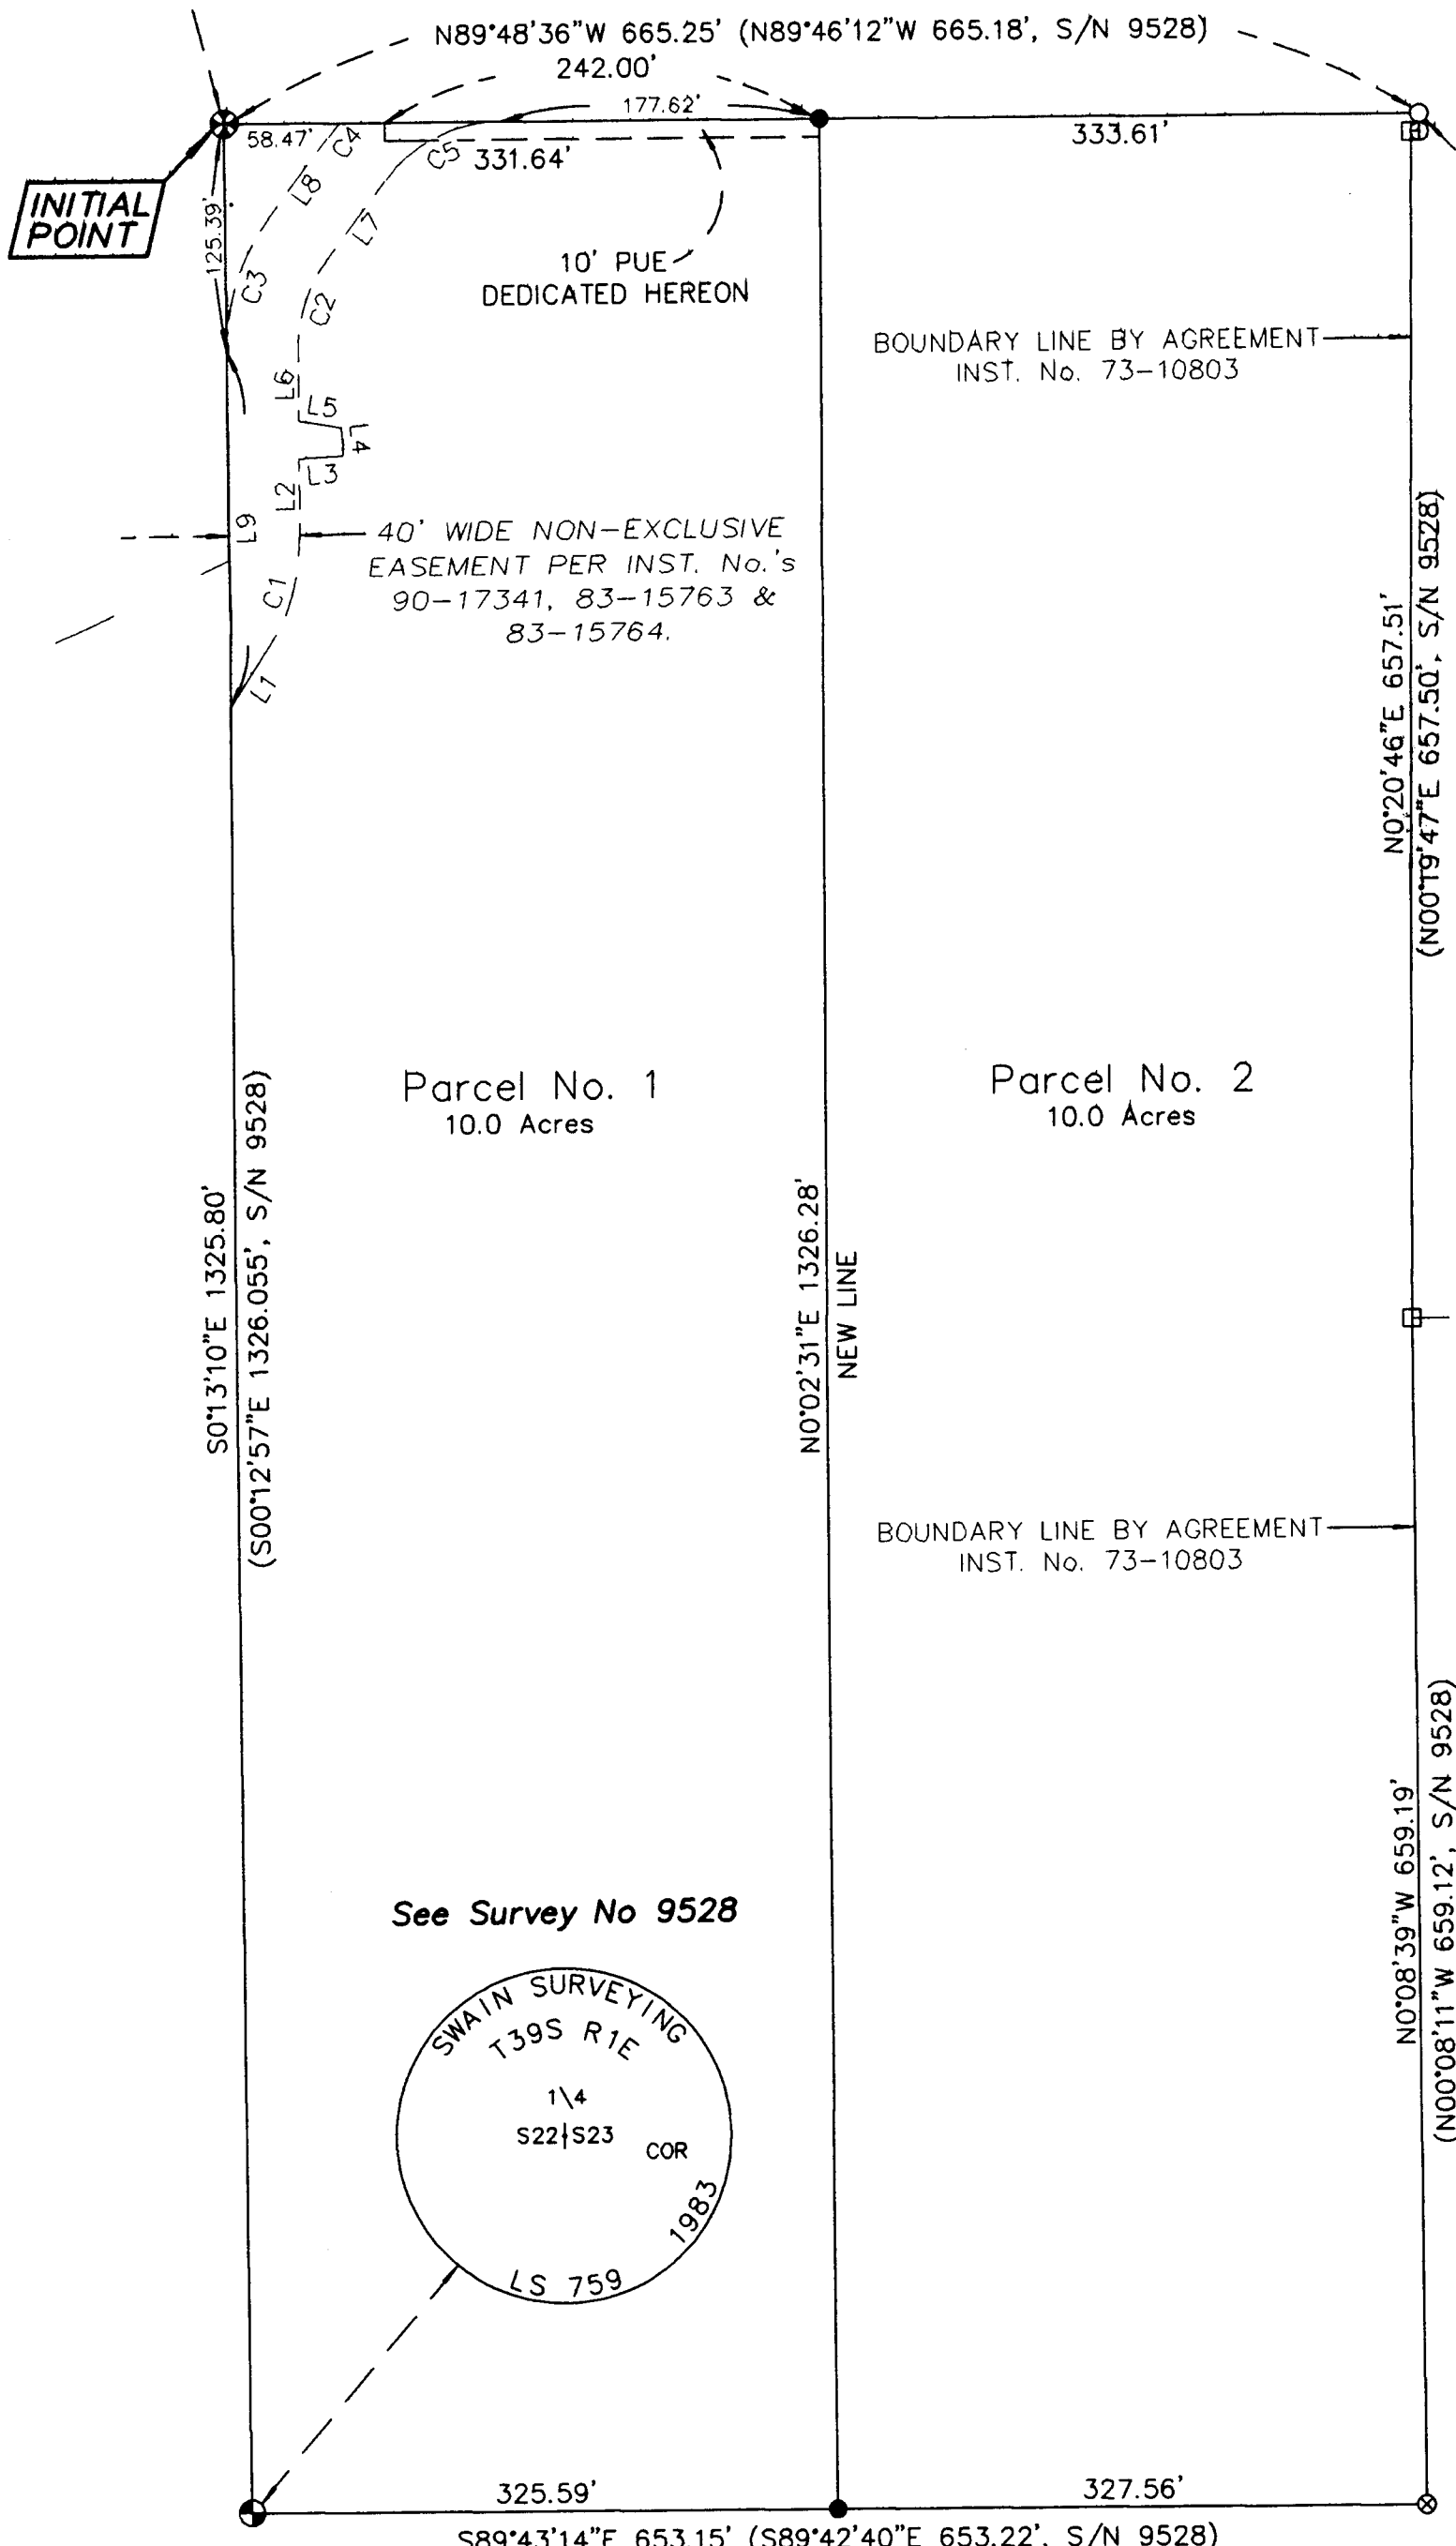 N89°48'36"W 665.25' (N89°46'12"W 665.18', S/N 9528)
242.00'
177.62'
58.47'
C4
C5
331.64'
333.61'
INITIAL
POINT
125.39'
L8
L7
C3
C2
10' PUE
DEDICATED HEREON
BOUNDARY LINE BY AGREEMENT
INST. No. 73-10803
L6
L5
L4
L3
L2
L9
40' WIDE NON-EXCLUSIVE
EASEMENT PER INST. No.'s
90-17341, 83-15763 &
83-15764.
C1
L1
N0°20'46"E 657.51'
(N00°19'47"E 657.50', S/N 9528)
Parcel No. 1
10.0 Acres
Parcel No. 2
10.0 Acres
S0°13'10"E 1325.80'
(S00°12'57"E 1326.055', S/N 9528)
N0°02'31"E 1326.28'
NEW LINE
BOUNDARY LINE BY AGREEMENT
INST. No. 73-10803
N0°08'39"W 659.19'
(N00°08'11"W 659.12', S/N 9528)
See Survey No 9528
SWAIN SURVEYING
T39S R1E
1\4
S22 S23
COR
1983
LS 759
325.59'
327.56'
S89°43'14"E 653.15' (S89°42'40"E 653.22', S/N 9528)